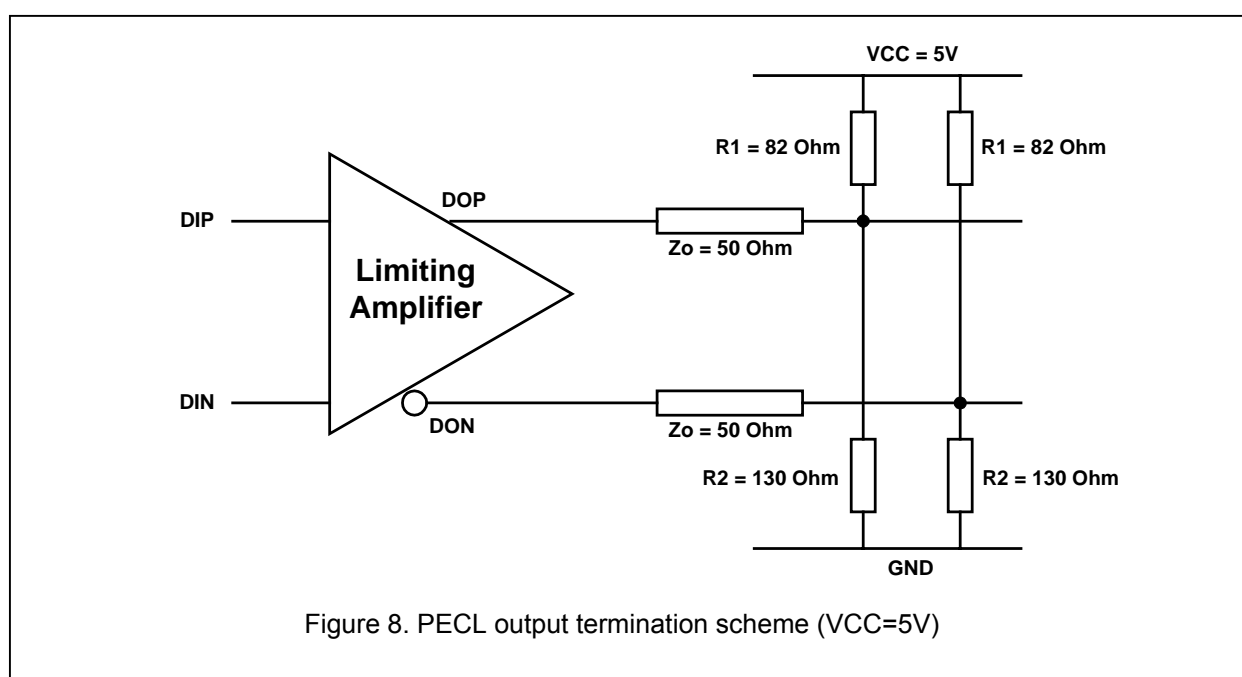 VCC = 5V
R1 = 82 Ohm
R1 = 82 Ohm
DOP
DIP
Zo = 50 Ohm
Limiting
Amplifier
DIN
DON
Zo = 50 Ohm
R2 = 130 Ohm
R2 = 130 Ohm
GND
Figure 8. PECL output termination scheme (VCC=5V)